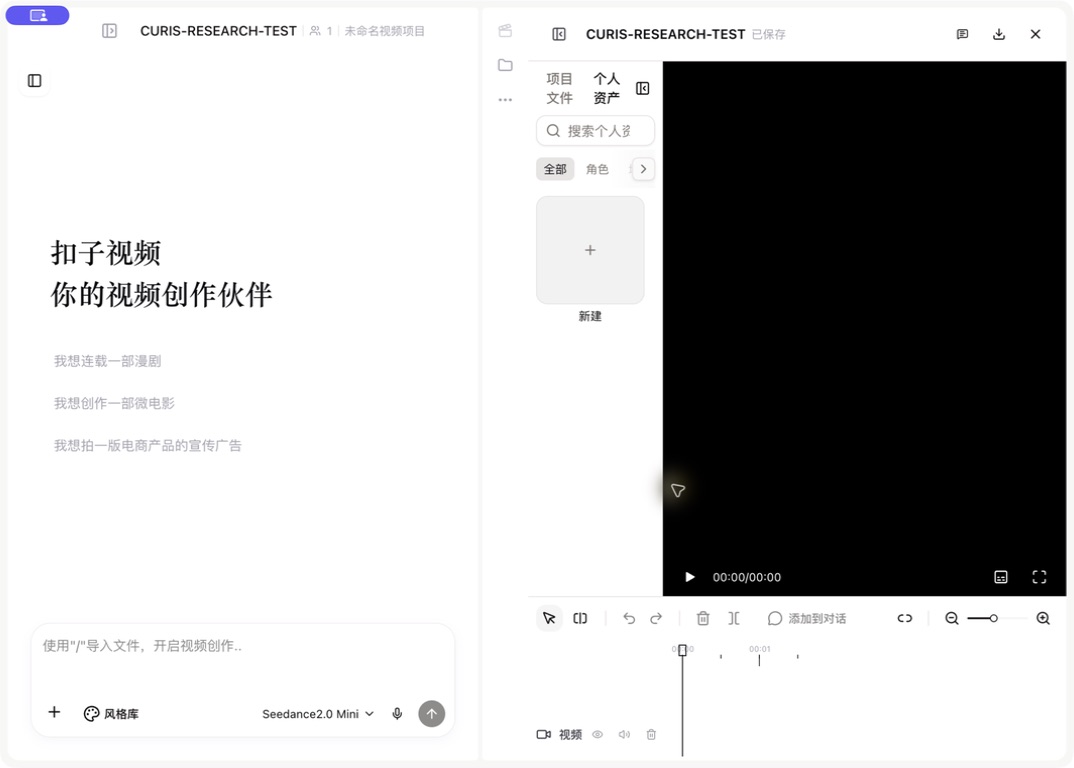 CURIS-RESEARCH-TEST 1 未命名视频项目
扣子视频
你的视频创作伙伴
我想连载一部漫剧
我想创作一部微电影
我想拍一版电商产品的宣传广告
使用"/"导入文件，开启视频创作..
风格库 Seedance2.0 Mini
CURIS-RESEARCH-TEST 已保存
项目
文件
个人
资产
搜索个人资
全部 角色
新建
00:00/00:00
添加到对话
00:01
视频